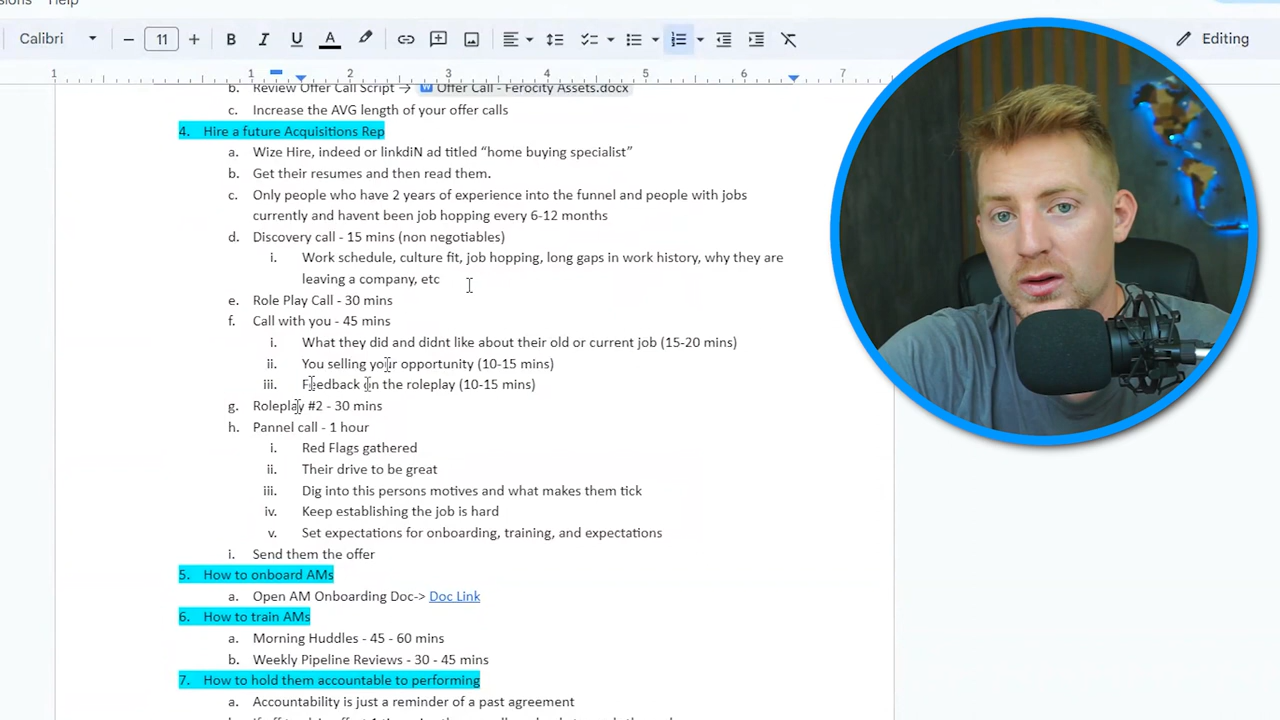 Help
Calibri
11
B I U A
Editing
1 1 2 3 4 5 6 7
b. Review Offer Call Script → W Offer Call - Ferocity Assets.docx
c. Increase the AVG length of your offer calls
4. Hire a future Acquisitions Rep
a. Wize Hire, indeed or linkdiN ad titled “home buying specialist”
b. Get their resumes and then read them.
c. Only people who have 2 years of experience into the funnel and people with jobs
currently and havent been job hopping every 6-12 months
d. Discovery call - 15 mins (non negotiables)
i. Work schedule, culture fit, job hopping, long gaps in work history, why they are
leaving a company, etc
e. Role Play Call - 30 mins
f. Call with you - 45 mins
i. What they did and didnt like about their old or current job (15-20 mins)
ii. You selling your opportunity (10-15 mins)
iii. Feedback on the roleplay (10-15 mins)
g. Roleplay #2 - 30 mins
h. Pannel call - 1 hour
i. Red Flags gathered
ii. Their drive to be great
iii. Dig into this persons motives and what makes them tick
iv. Keep establishing the job is hard
v. Set expectations for onboarding, training, and expectations
i. Send them the offer
5. How to onboard AMs
a. Open AM Onboarding Doc-> Doc Link
6. How to train AMs
a. Morning Huddles - 45 - 60 mins
b. Weekly Pipeline Reviews - 30 - 45 mins
7. How to hold them accountable to performing
a. Accountability is just a reminder of a past agreement